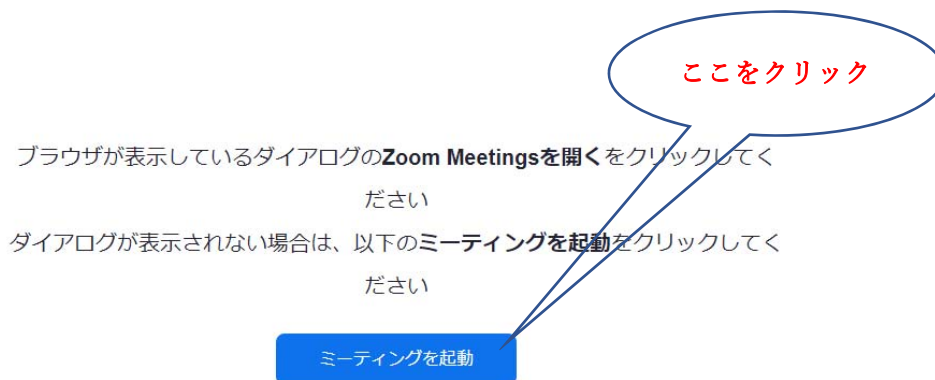 ここをクリック
ブラウザが表示しているダイアログのZoom Meetingsを開くをクリックしてく
ださい
ダイアログが表示されない場合は、以下のミーティングを起動をクリックしてく
ださい
ミーティングを起動